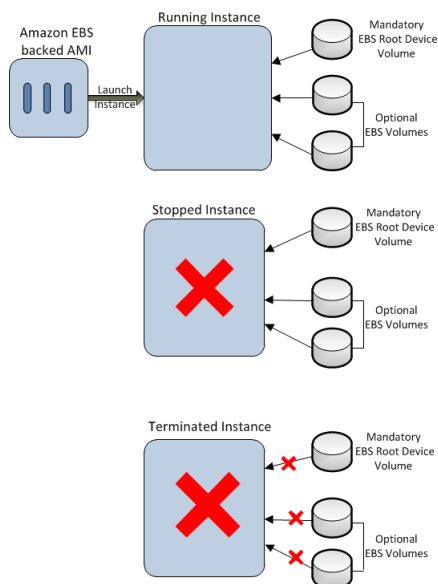 Amazon EBS
backed AMI
Launch
Instance
Running Instance
Mandatory
EBS Root Device
Volume
Optional
EBS Volumes
Stopped Instance
Mandatory
EBS Root Device
Volume
Optional
EBS Volumes
Terminated Instance
Mandatory
EBS Root Device
Volume
Optional
EBS Volumes